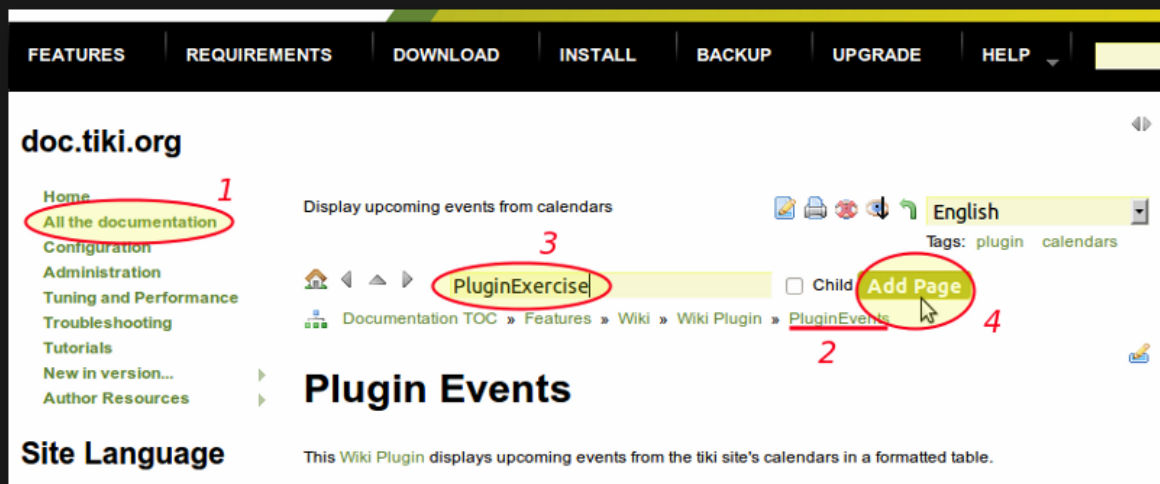 FEATURES REQUIREMENTS DOWNLOAD INSTALL BACKUP UPGRADE HELP
doc.tiki.org
Home
1
All the documentation
Configuration
Administration
Tuning and Performance
Troubleshooting
Tutorials
New in version...
Author Resources
Site Language
Display upcoming events from calendars
English
Tags: plugin calendars
3
PluginExercise
Child
Add Page
4
Documentation TOC » Features » Wiki » Wiki Plugin » PluginEvents
2
Plugin Events
This Wiki Plugin displays upcoming events from the tiki site's calendars in a formatted table.